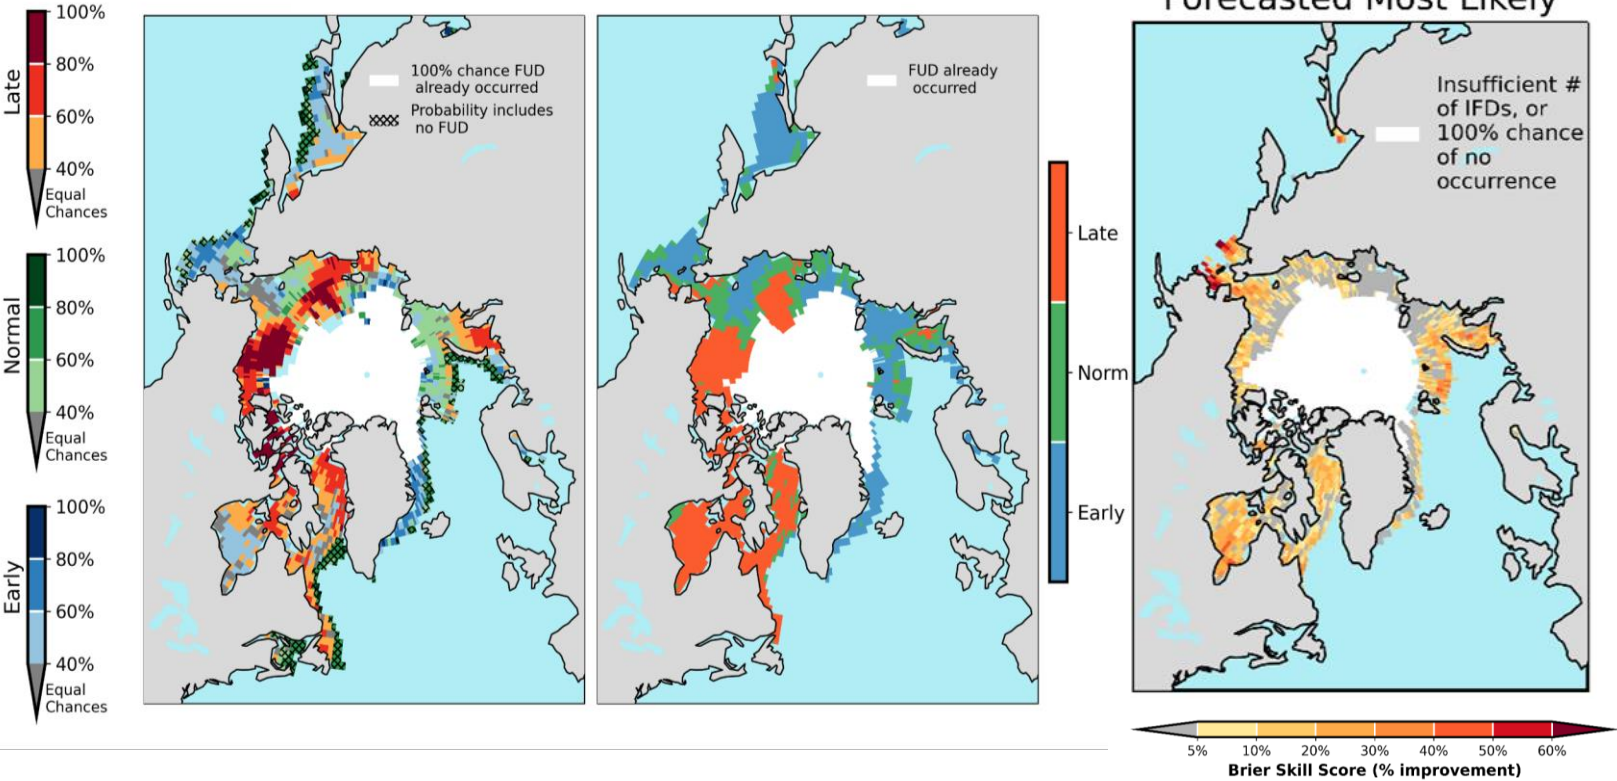 Forecasted Most Likely
Late
100%
80%
60%
40%
Equal
Chances
Normal
100%
80%
60%
40%
Equal
Chances
Early
100%
80%
60%
40%
Equal
Chances
100% chance FUD
already occurred
Probability includes
no FUD
FUD already
occurred
Late
Norm
Early
Insufficient #
of IFDs, or
100% chance
of no
occurrence
5% 10% 20% 30% 40% 50% 60%
Brier Skill Score (% improvement)